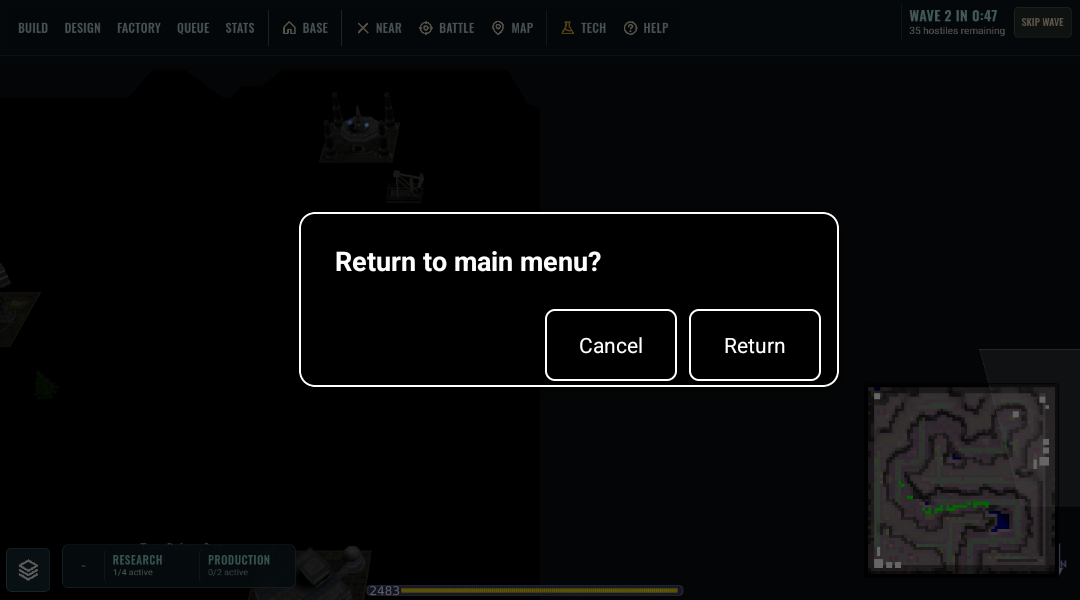 BUILD DESIGN FACTORY QUEUE STATS BASE NEAR BATTLE MAP TECH HELP
WAVE 2 IN 0:47
35 hostiles remaining
SKIP WAVE
Return to main menu?
Cancel Return
RESEARCH
1/4 active
PRODUCTION
0/2 active
2483